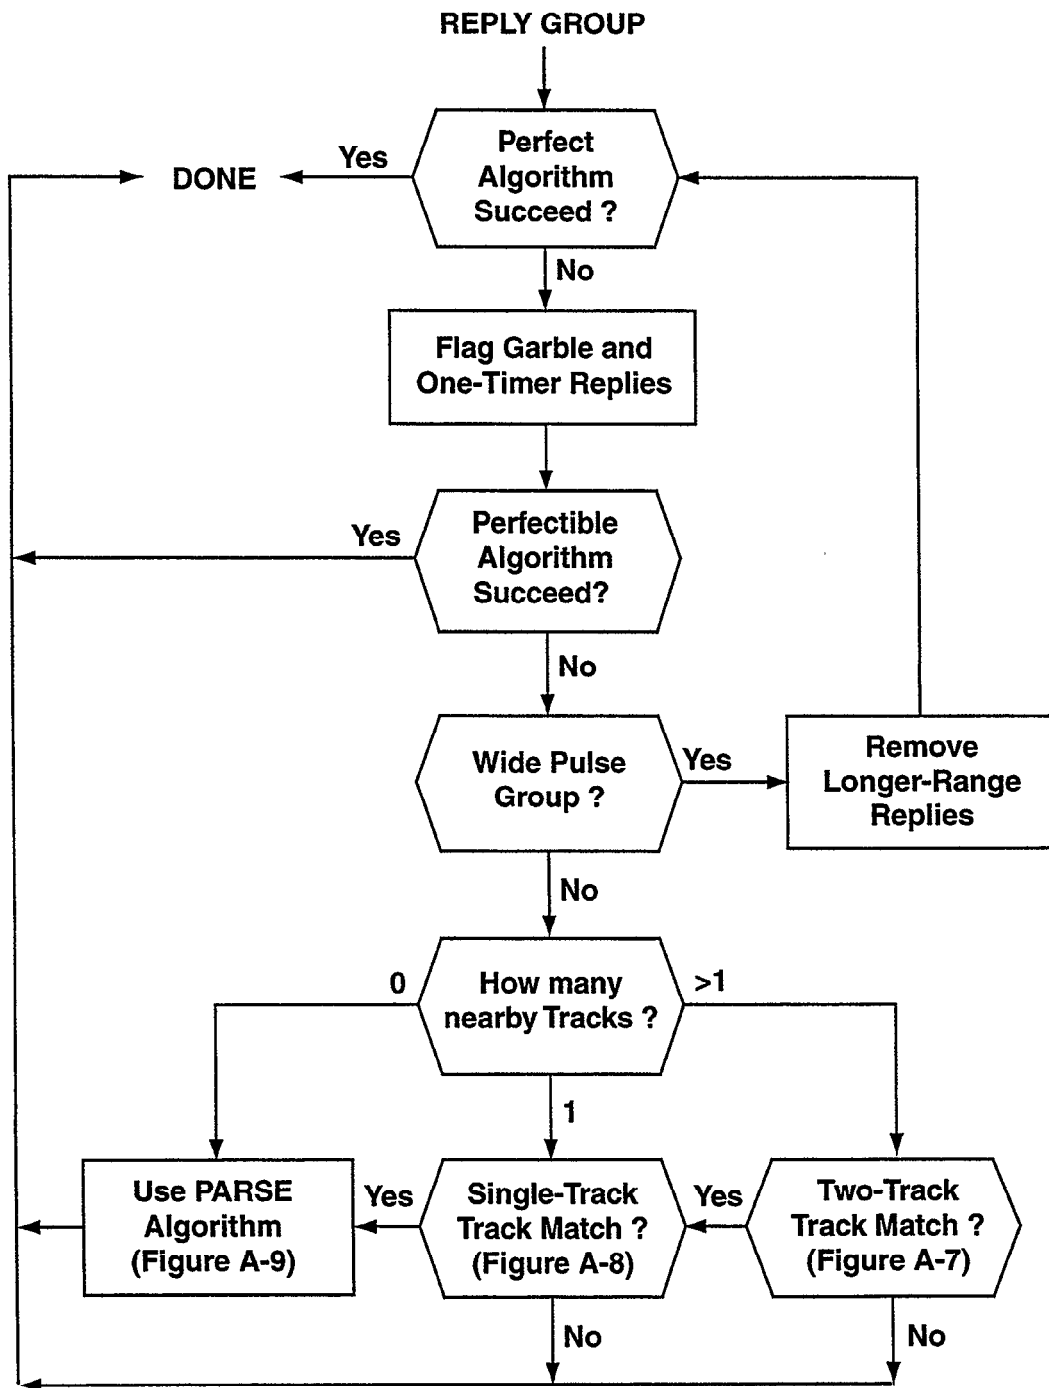 REPLY GROUP
Perfect
Algorithm
Succeed ?
Yes
DONE
No
Flag Garble and
One-Timer Replies
Perfectible
Algorithm
Succeed?
Yes
No
Wide Pulse
Group ?
Yes
Remove
Longer-Range
Replies
No
How many
nearby Tracks ?
0
>1
1
Use PARSE
Algorithm
(Figure A-9)
Yes
Single-Track
Track Match ?
(Figure A-8)
Yes
Two-Track
Track Match ?
(Figure A-7)
No
No